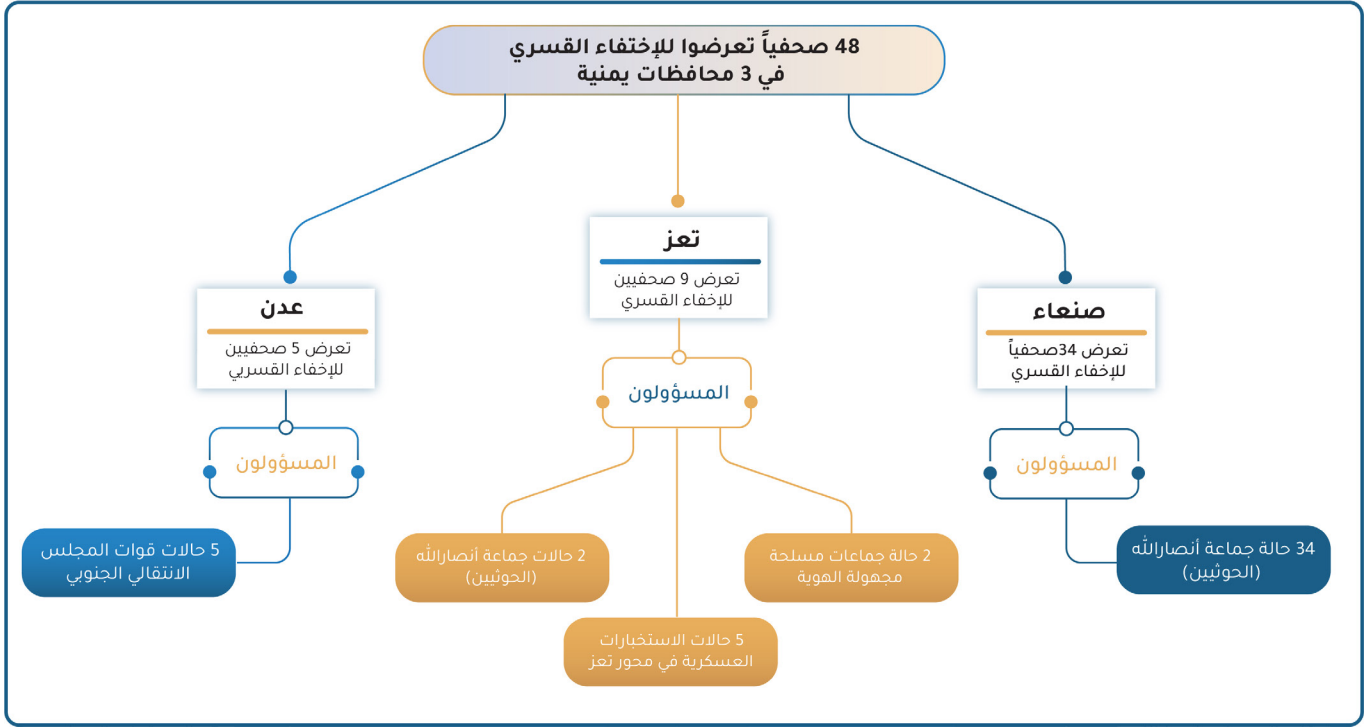 48 صحفياً تعرضوا للإختفاء القسري
في 3 محافظات يمنية
صنعاء
تعرض 34صحفياً
للإخفاء القسري
المسؤولون
34 حالة جماعة أنصارالله
(الحوثيين)
تعز
تعرض 9 صحفيين
للإخفاء القسري
المسؤولون
2 حالة جماعات مسلحة
مجهولة الهوية
5 حالات الاستخبارات
العسكرية في محور تعز
2 حالات جماعة أنصارالله
(الحوثيين)
عدن
تعرض 5 صحفيين
للإخفاء القسريي
المسؤولون
5 حالات قوات المجلس
الانتقالي الجنوبي